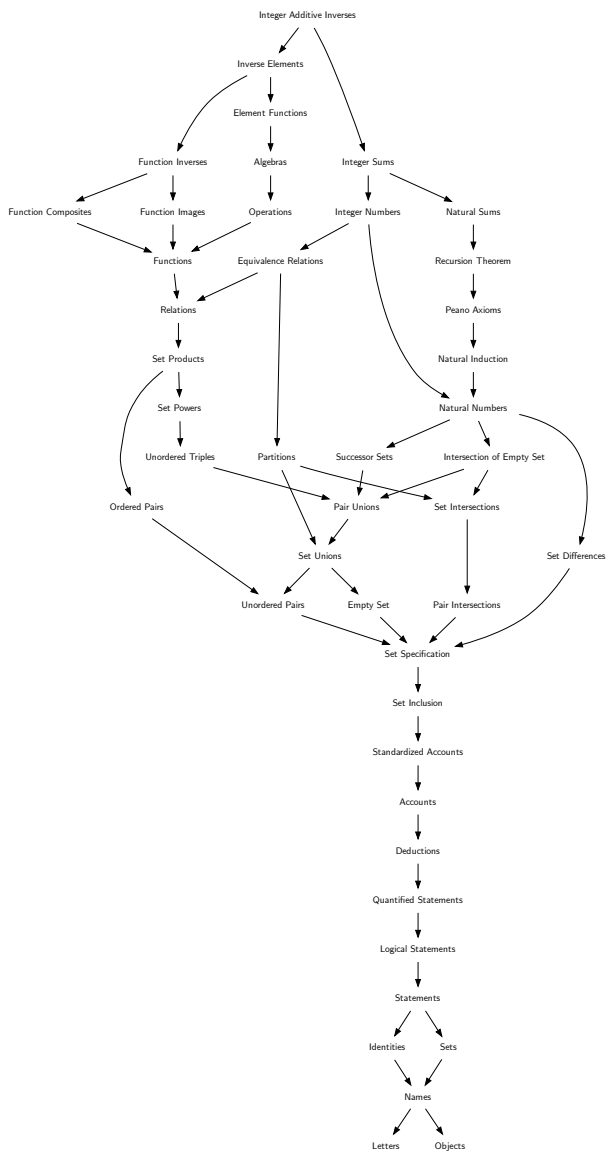 Integer Additive Inverses
Inverse Elements
Element Functions
Function Inverses
Algebras
Integer Sums
Function Composites
Function Images
Operations
Integer Numbers
Natural Sums
Functions
Equivalence Relations
Recursion Theorem
Relations
Peano Axioms
Set Products
Natural Induction
Set Powers
Natural Numbers
Unordered Triples
Partitions
Successor Sets
Intersection of Empty Set
Ordered Pairs
Pair Unions
Set Intersections
Set Unions
Set Differences
Unordered Pairs
Empty Set
Pair Intersections
Set Specification
Set Inclusion
Standardized Accounts
Accounts
Deductions
Quantified Statements
Logical Statements
Statements
Identities
Sets
Names
Letters
Objects